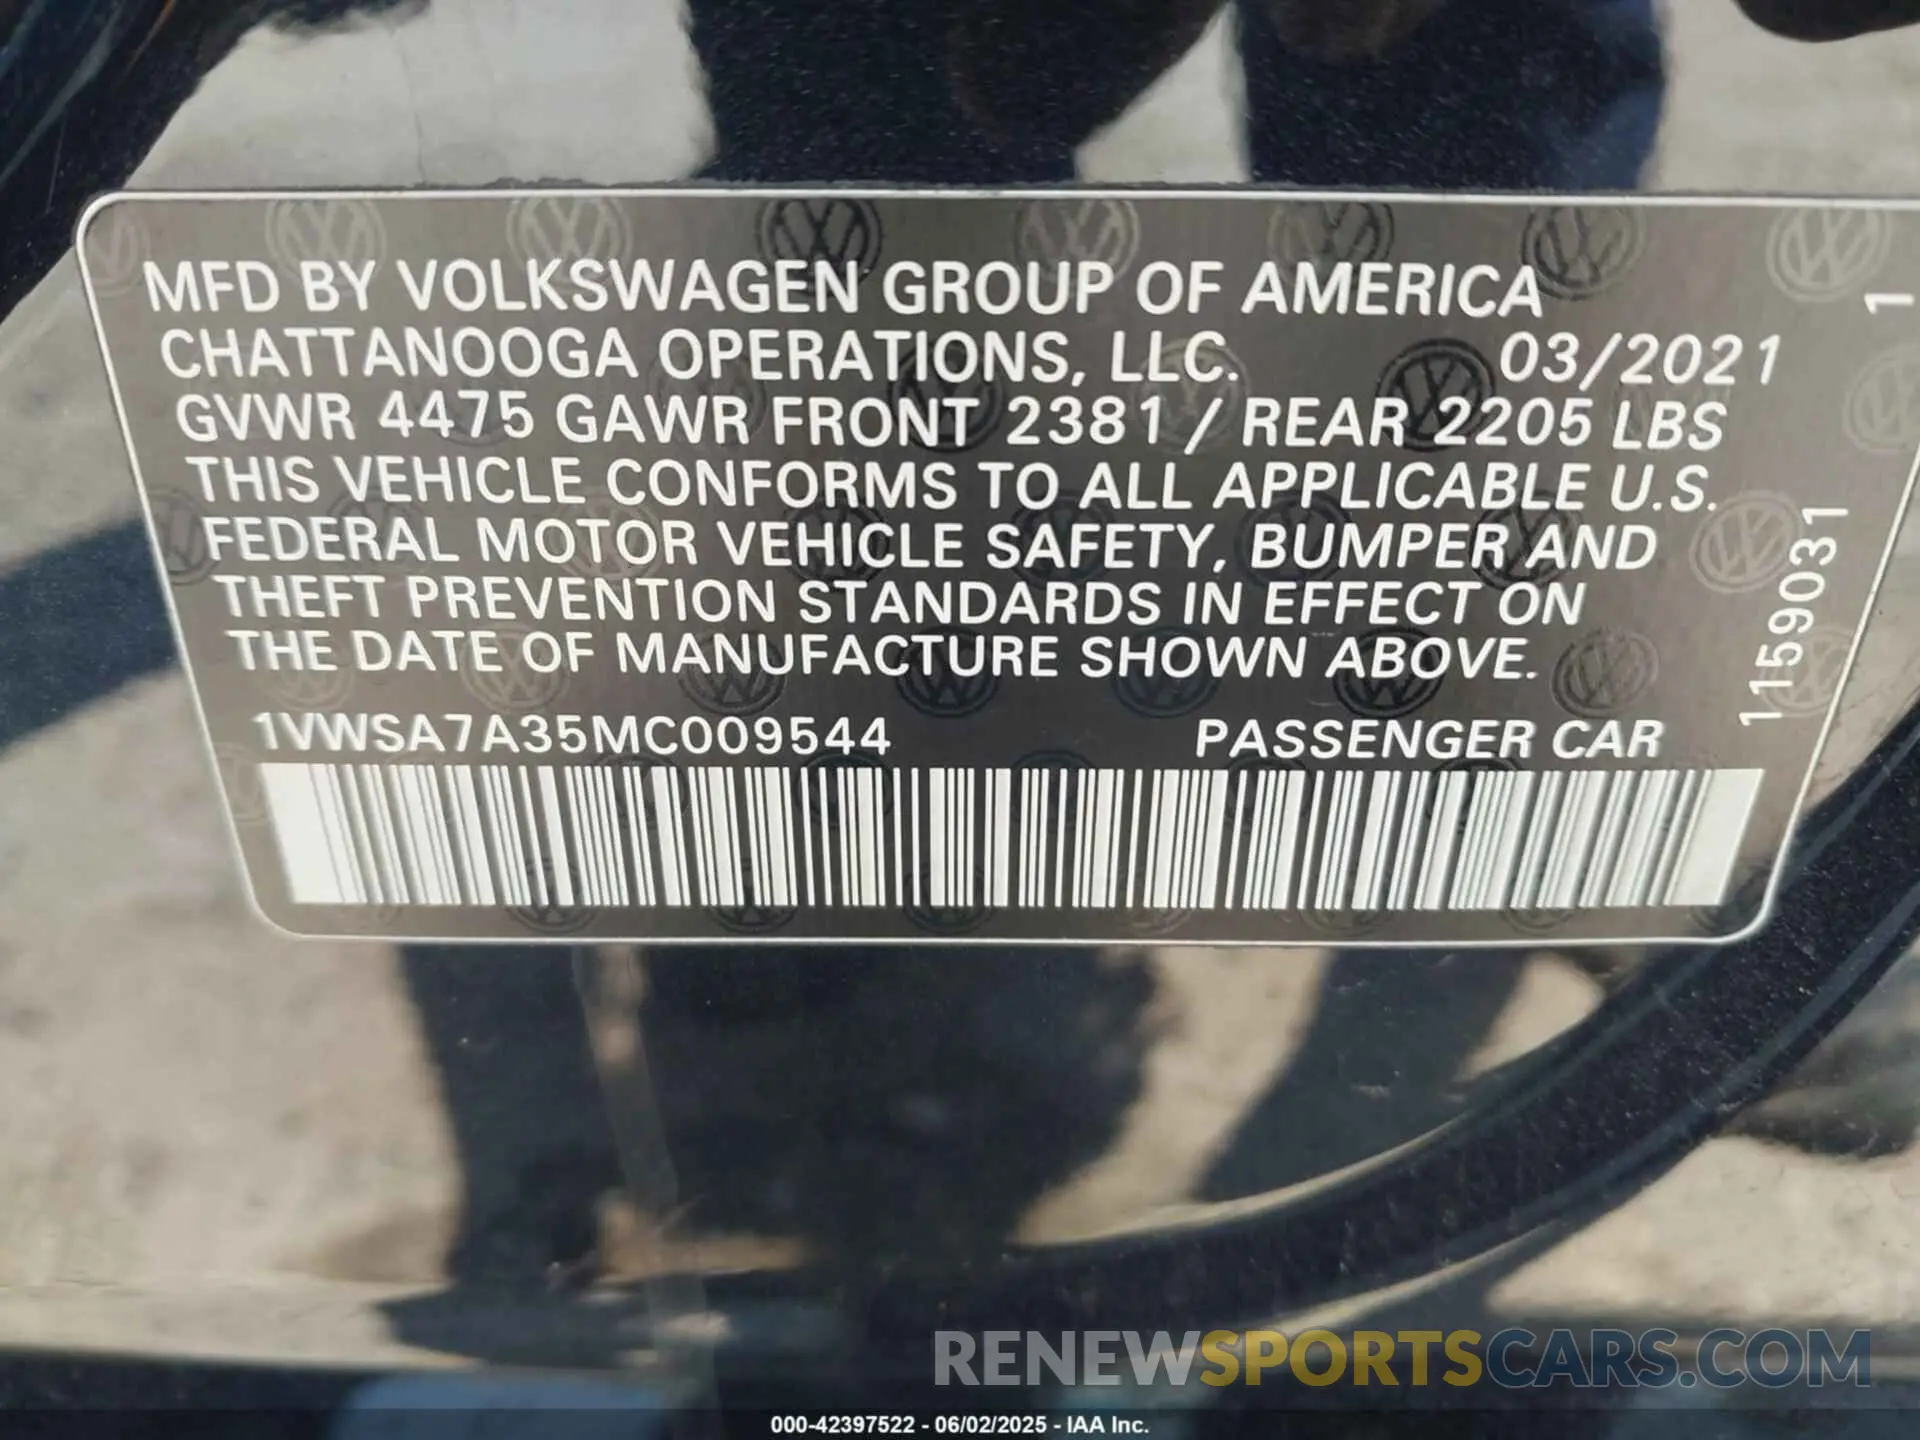 MFD BY VOLKSWAGEN GROUP OF AMERICA 1
CHATTANOOGA OPERATIONS, LLC. 03/2021
GVWR 4475 GAWR FRONT 2381 / REAR 2205 LBS
THIS VEHICLE CONFORMS TO ALL APPLICABLE U.S.
FEDERAL MOTOR VEHICLE SAFETY, BUMPER AND
THEFT PREVENTION STANDARDS IN EFFECT ON
THE DATE OF MANUFACTURE SHOWN ABOVE.
1159031
1VWSA7A35MC009544 PASSENGER CAR
RENEWSPORTSCARS.COM
000-42397522 - 06/02/2025 - IAA Inc.